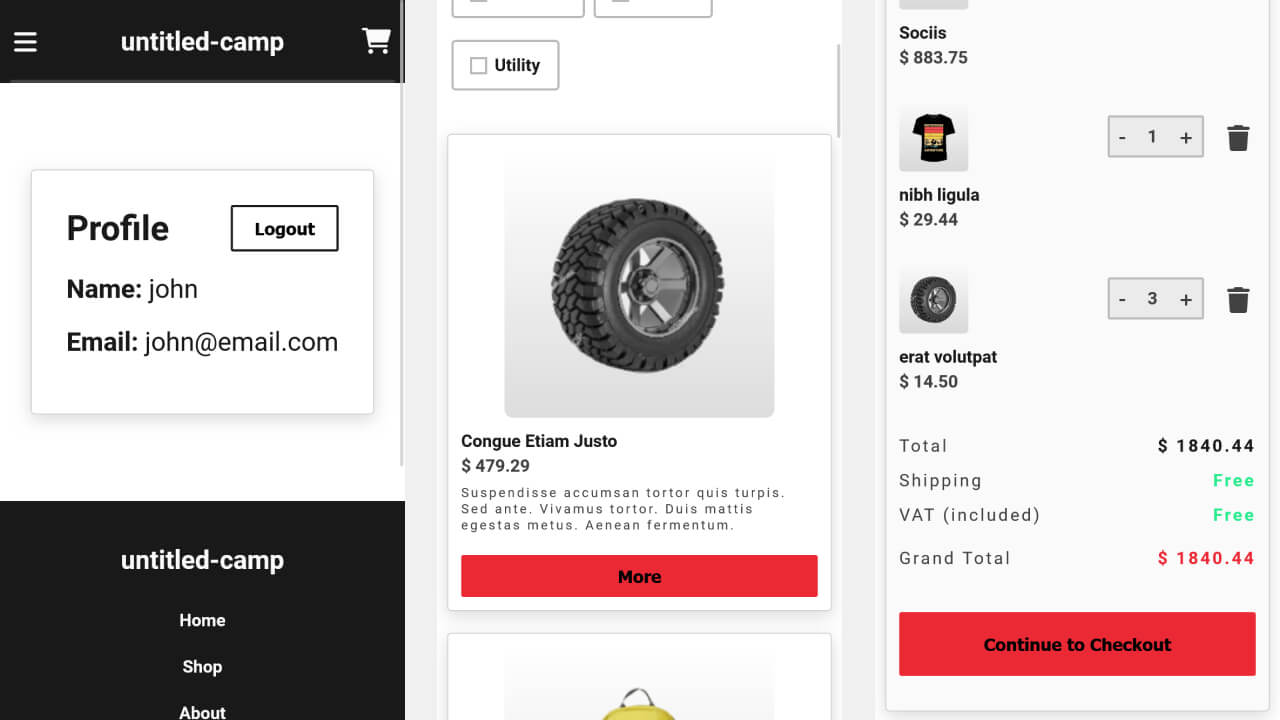 untitled-camp
Profile
Logout
Name: john
Email: john@email.com
untitled-camp
Home
Shop
About
Utility
Congue Etiam Justo
$ 479.29
Suspendisse accumsan tortor quis turpis.
Sed ante. Vivamus tortor. Duis mattis
egestas metus. Aenean fermentum.
More
Sociis
$ 883.75
- 1 +
nibh ligula
$ 29.44
- 3 +
erat volutpat
$ 14.50
Total $ 1840.44
Shipping Free
VAT (included) Free
Grand Total $ 1840.44
Continue to Checkout